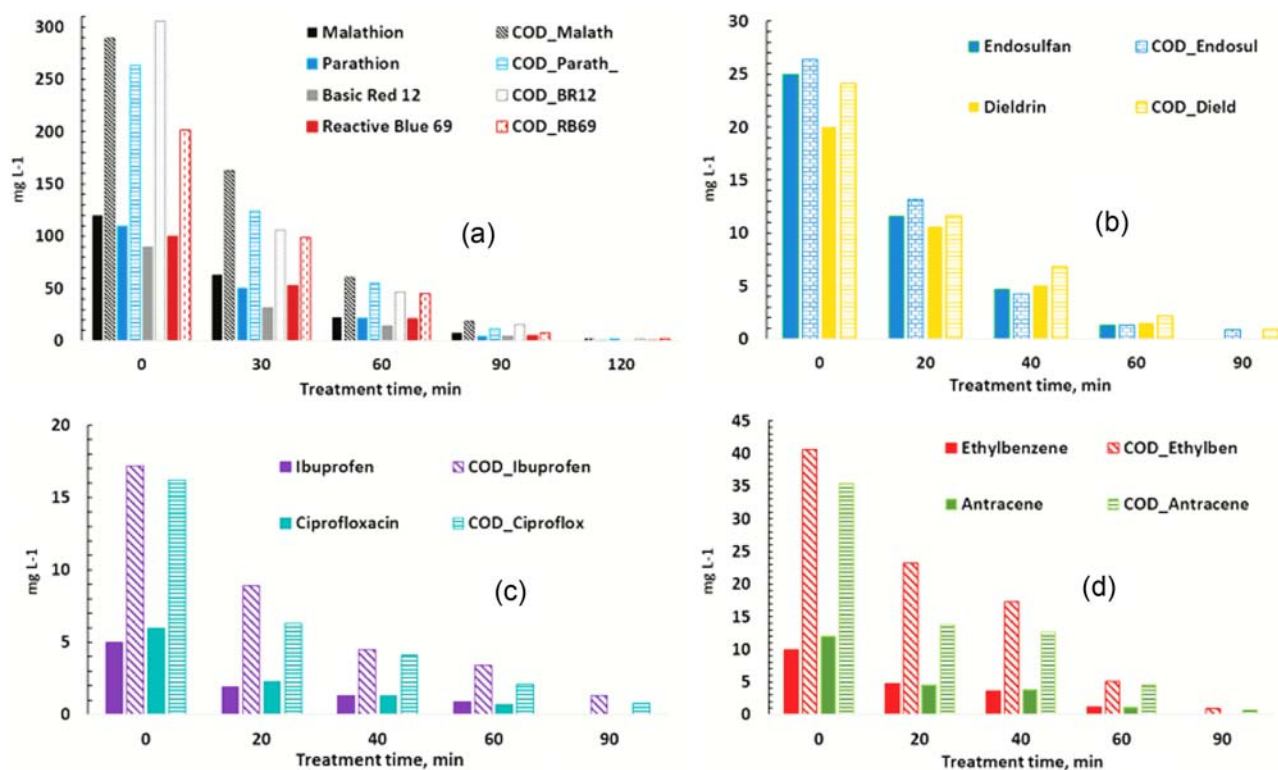 Malathion COD_Malath
Parathion COD_Parath_
Basic Red 12 COD_BR12
Reactive Blue 69 COD_RB69
mg L-1
300
250
200
150
100
50
0
(a)
0 30 60 90 120
Treatment time, min
Endosulfan COD_Endosul
Dieldrin COD_Dield
mg L-1
30
25
20
15
10
5
0
(b)
0 20 40 60 90
Treatment time, min
Ibuprofen COD_Ibuprofen
Ciprofloxacin COD_Ciproflox
mg L-1
20
15
10
5
0
(c)
0 20 40 60 90
Treatment time, min
Ethylbenzene COD_Ethylben
Antracene COD_Antracene
mg L-1
45
40
35
30
25
20
15
10
5
0
(d)
0 20 40 60 90
Treatment time, min